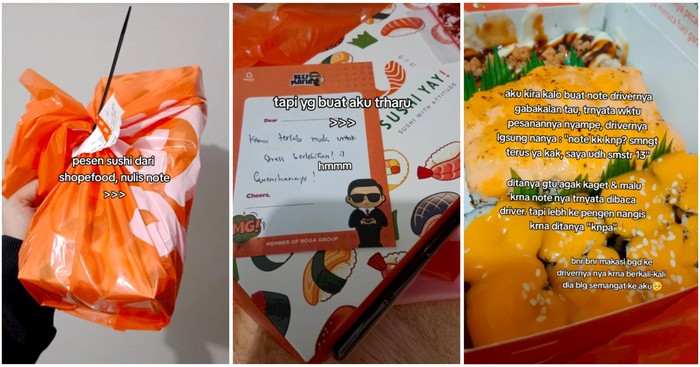 pesen sushi dari
shopefood, nulis note
>>>
tapi yg buat aku trharu
>>>
hmmm
Dear
Kamu terlalu muda untuk
stress berlebihan! :)
Cheers,
OMG!
MEMBER OF BOGA GROUP
SUSHI YAY!
SUSHI WITH ATTITUDE
aku kira kalo buat note drivernya
gabakalan tau, trnyata wktu
pesanannya nyampe, drivernya
lgsung nanya : "note kkknp? smngt
terus ya kak, saya udh smstr 13"
ditanya gtu agak kaget & malu
krna note nya trnyata dibaca
driver, tapi lebh ke pengen nangis
krna ditanya "knpa"
bnr bnr makasi bgd ke
drivernya nya krna berkali-kali
dia blg semangat ke aku🥺